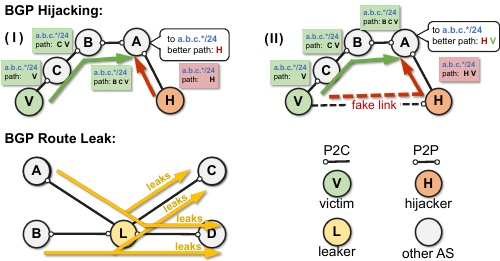 BGP Hijacking:
( I )
a.b.c.*/24
path: C V
B
A
to a.b.c.*/24
better path: H
a.b.c.*/24
path: V
C
a.b.c.*/24
path: B C V
a.b.c.*/24
path: H
V
H
(II)
a.b.c.*/24
path: B C V
a.b.c.*/24
path: C V
B
A
to a.b.c.*/24
better path: H V
a.b.c.*/24
path: V
C
a.b.c.*/24
path: H V
V
fake link
H
BGP Route Leak:
A
C
leaks
leaks
B
L
leaks
D
leaks
P2C
P2P
V
H
victim
hijacker
L
leaker
other AS